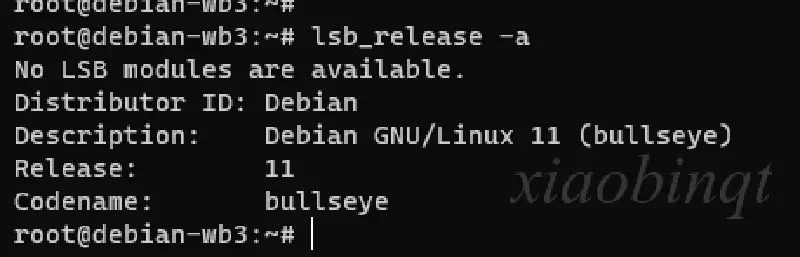 root@debian-wb3:~#
root@debian-wb3:~# lsb_release -a
No LSB modules are available.
Distributor ID: Debian
Description:    Debian GNU/Linux 11 (bullseye)
Release:        11
Codename:       bullseye
root@debian-wb3:~#
xiaobinqt